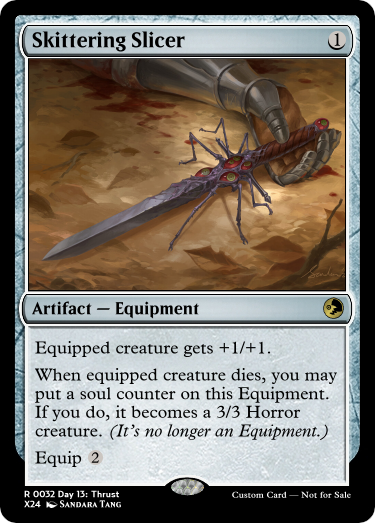 Skittering Slicer
1
Artifact — Equipment
Equipped creature gets +1/+1.
When equipped creature dies, you may
put a soul counter on this Equipment.
If you do, it becomes a 3/3 Horror
creature. (It's no longer an Equipment.)
Equip 2
R 0032 Day 13: Thrust
X24 Sandara Tang
Custom Card — Not for Sale